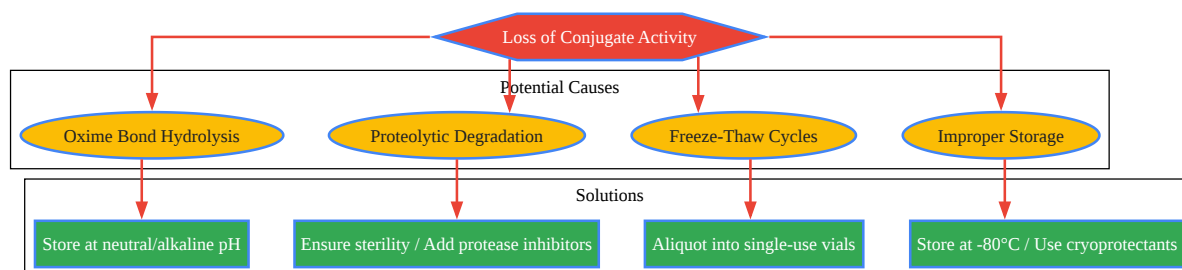 Loss of Conjugate Activity
Potential Causes
Oxime Bond Hydrolysis
Proteolytic Degradation
Freeze-Thaw Cycles
Improper Storage
Solutions
Store at neutral/alkaline pH
Ensure sterility / Add protease inhibitors
Aliquot into single-use vials
Store at -80°C / Use cryoprotectants